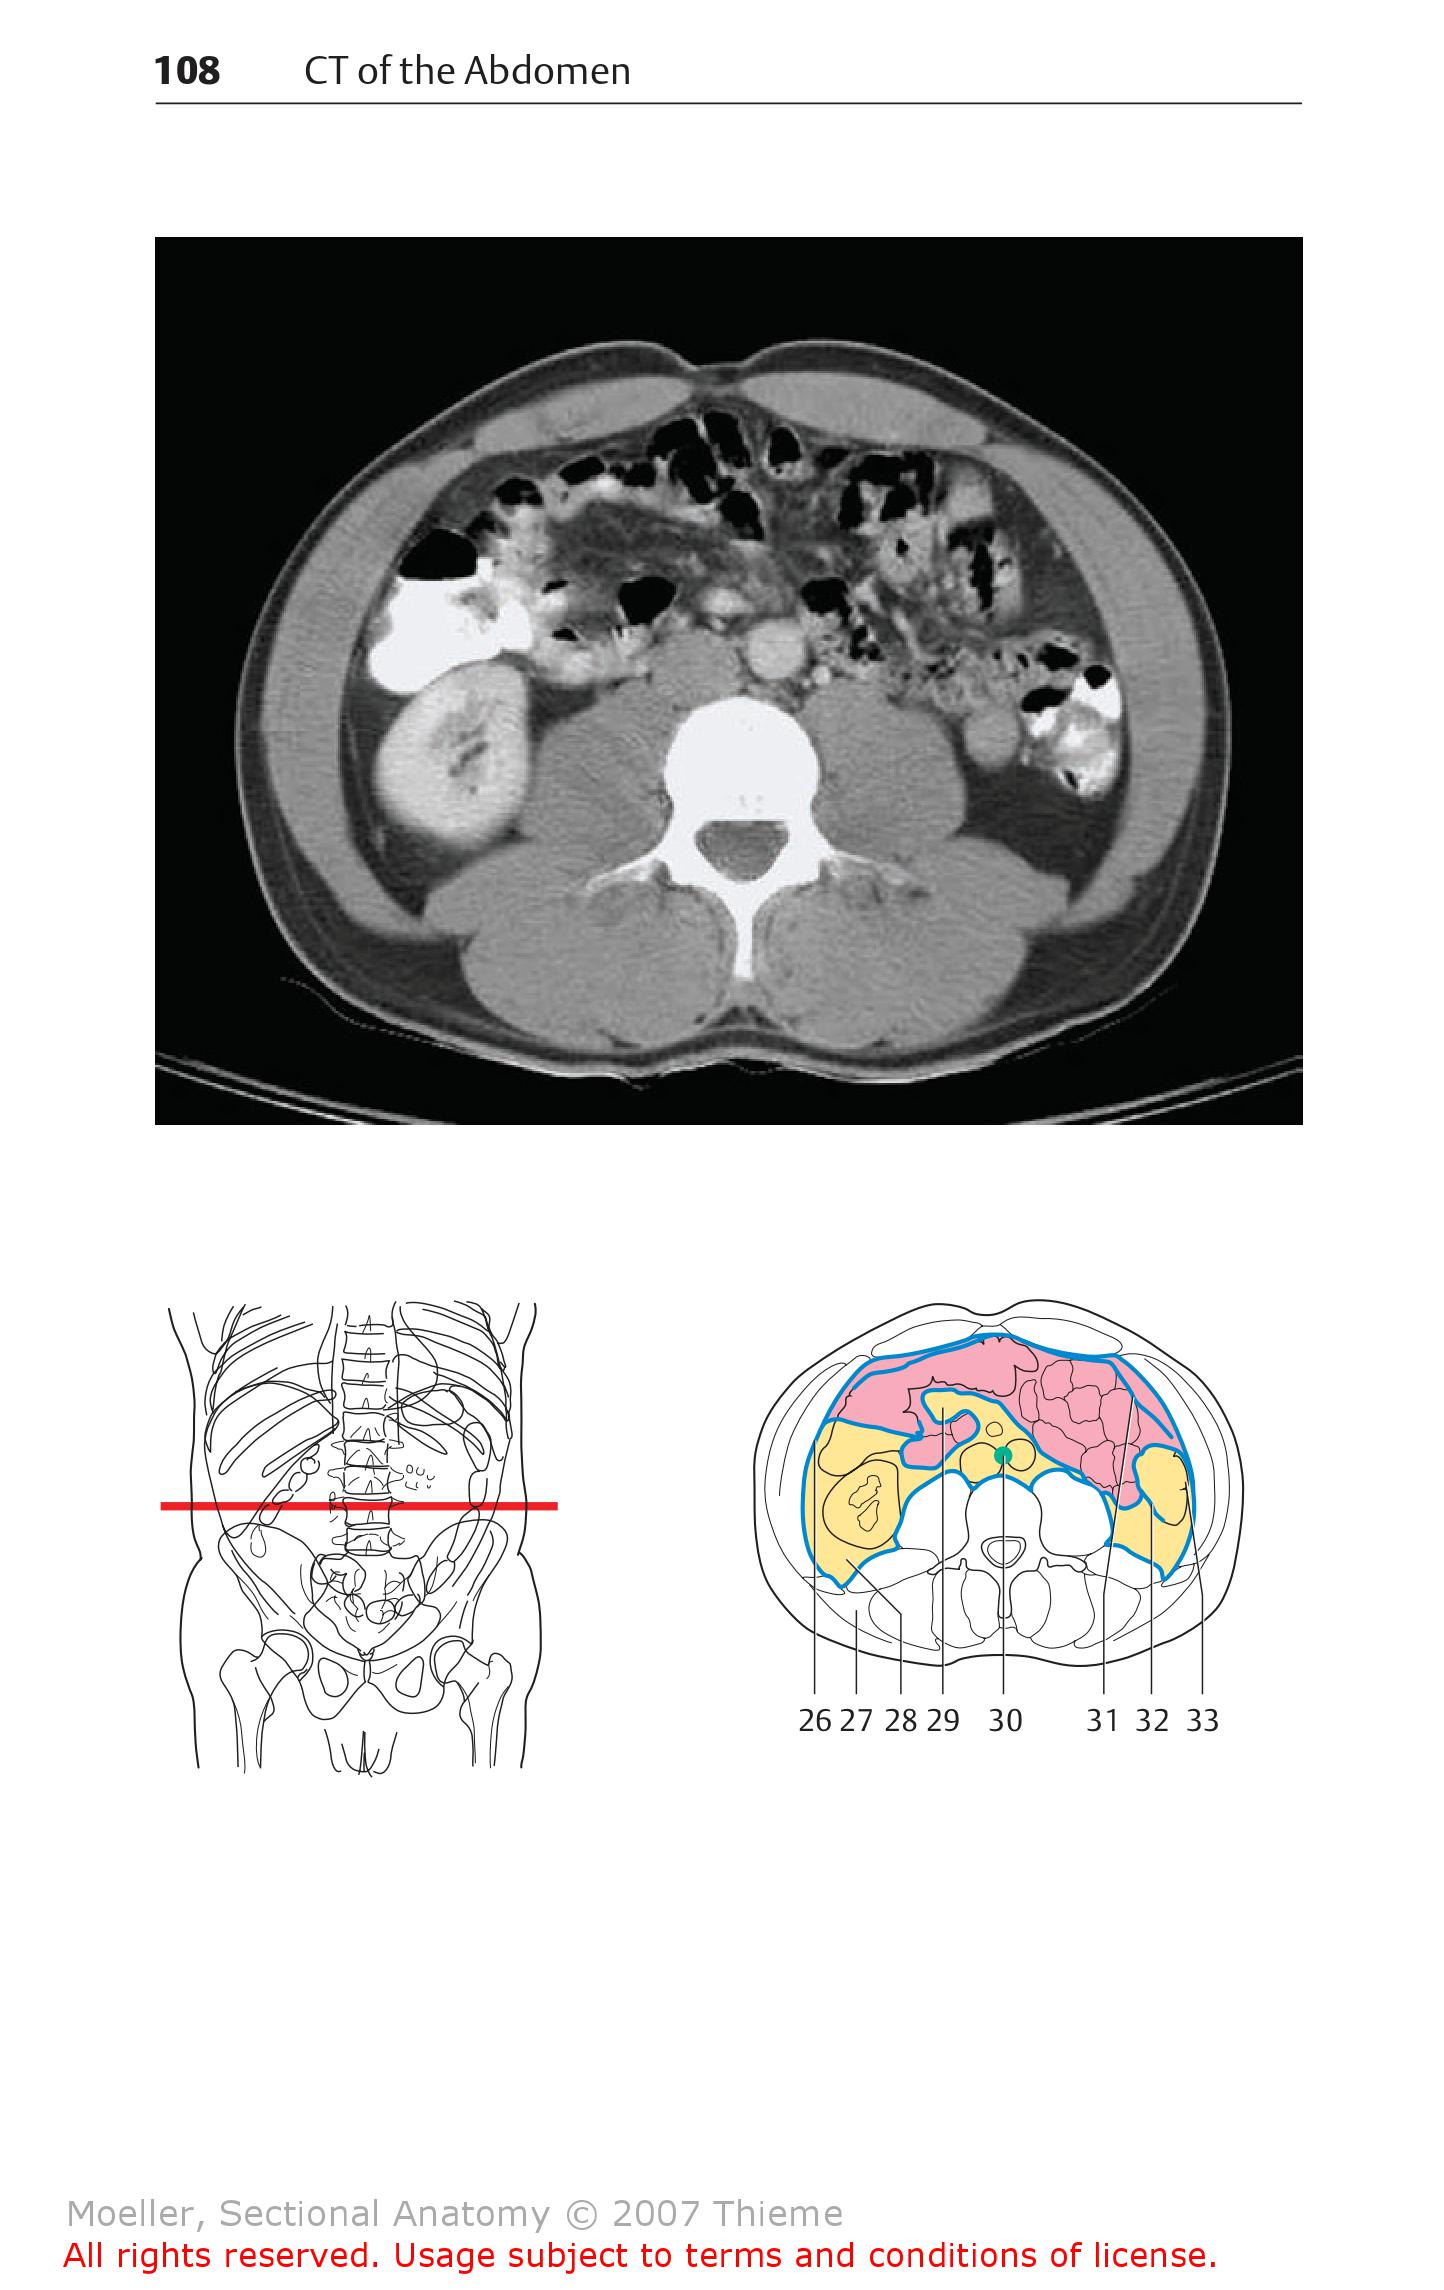 108 CT of the Abdomen
26 27 28 29 30 31 32 33
Moeller, Sectional Anatomy © 2007 Thieme
All rights reserved. Usage subject to terms and conditions of license.